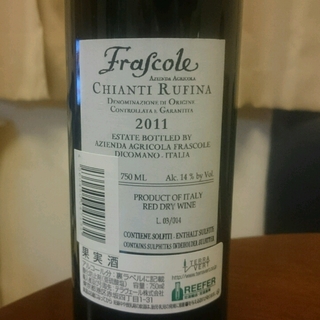 Frascole
AZIENDA AGRICOLA
CHIANTI RUFINA
DENOMINAZIONE DI ORIGINE
CONTROLLATA E GARANTITA
2011
ESTATE BOTTLED BY
AZIENDA AGRICOLA FRASCOLE
DICOMANO - ITALIA
750 ML Alc. 14 % by Vol.
PRODUCT OF ITALY
RED DRY WINE
L. 03/014
CONTIENE SOLFITI - ENTHALT SULFITE
CONTAINS SULPHITES
果実酒
REEFER